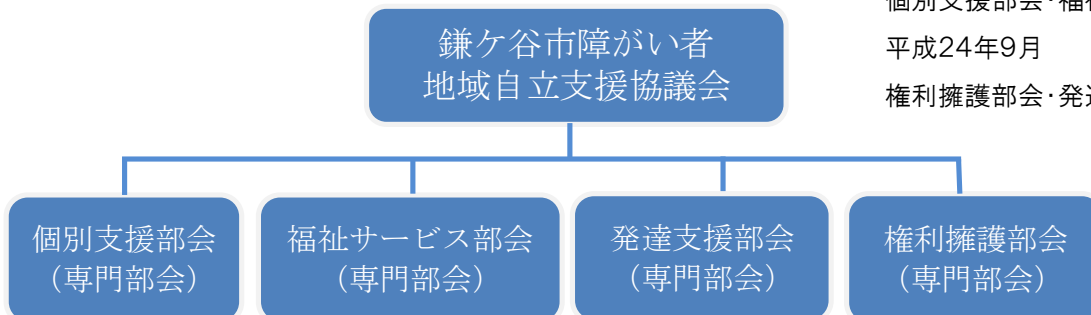 個別支援部会・福
平成24年9月
権利擁護部会・発
鎌ケ谷市障がい者
地域自立支援協議会
個別支援部会
（専門部会）
福祉サービス部会
（専門部会）
発達支援部会
（専門部会）
権利擁護部会
（専門部会）